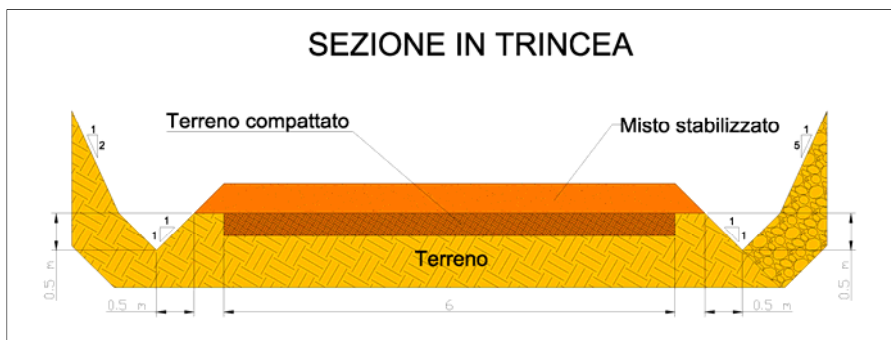 SEZIONE IN TRINCEA
Terreno compattato
Misto stabilizzato
1
2
1
5
1
1
1
1
Terreno
0.5 m
0.5 m
0.5 m
6
0.5 m